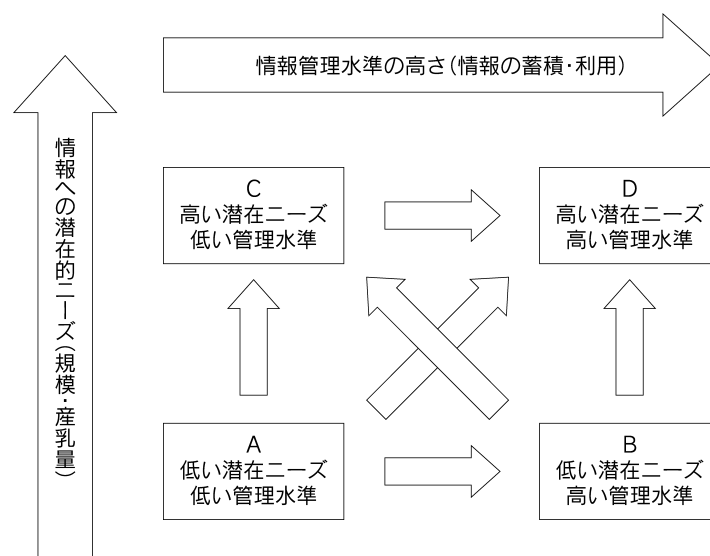 情報管理水準の高さ(情報の蓄積・利用)
情報への潜在的ニーズ(規模・産乳量)
C
高い潜在ニーズ
低い管理水準
D
高い潜在ニーズ
高い管理水準
A
低い潜在ニーズ
低い管理水準
B
低い潜在ニーズ
高い管理水準